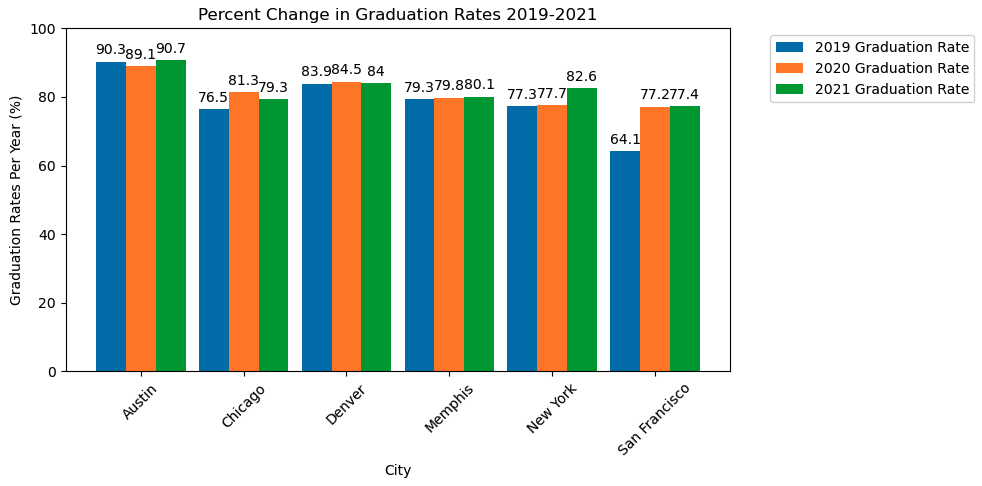 Percent Change in Graduation Rates 2019-2021
2019 Graduation Rate
2020 Graduation Rate
2021 Graduation Rate
Graduation Rates Per Year (%)
100
80
60
40
20
0
90.3 89.1 90.7
76.5 81.3 79.3
83.9 84.5 84
79.3 79.8 80.1
77.3 77.7 82.6
64.1 77.2 77.4
Austin
Chicago
Denver
Memphis
New York
San Francisco
City